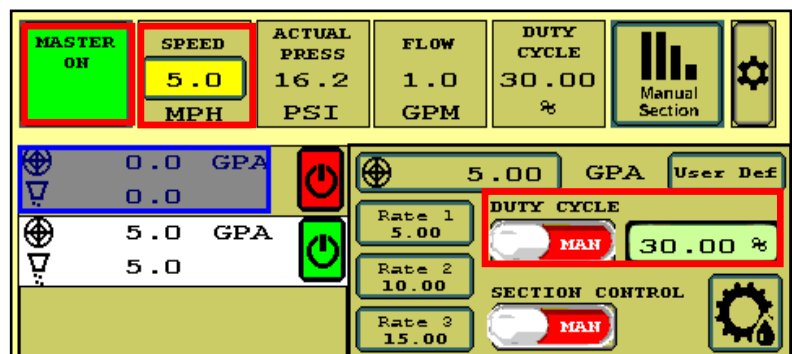 MASTER
ON
SPEED
5.0
MPH
ACTUAL
PRESS
16.2
PSI
FLOW
1.0
GPM
DUTY
CYCLE
30.00
%
Manual
Section
0.0 GPA
0.0
5.0 GPA
5.0
5.00 GPA User Def
Rate 1
5.00
Rate 2
10.00
Rate 3
15.00
DUTY CYCLE
MAN 30.00 %
SECTION CONTROL
MAN